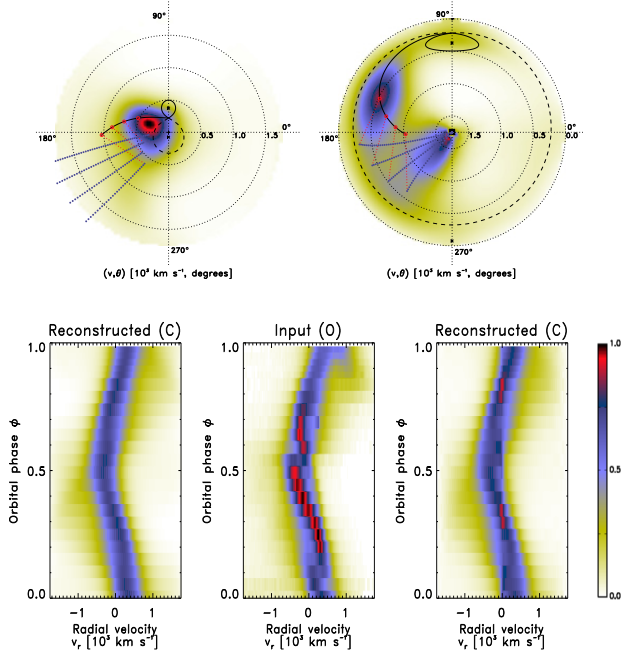 90° 90°
180° 0.5 1.0 1.5 0° 180° 1.5 1.0 0.5 0.0 0°
270° 270°
(v,θ) [10³ km s⁻¹, degrees] (v,θ) [10³ km s⁻¹, degrees]
Reconstructed (C) Input (O) Reconstructed (C)
1.0 1.0 1.0 1.0
Orbital phase ϕ Orbital phase ϕ Orbital phase ϕ
0.5 0.5 0.5 0.5
0.0 0.0 0.0 0.0
−1 0 1 −1 0 1 −1 0 1
Radial velocity Radial velocity Radial velocity
vᵣ [10³ km s⁻¹] vᵣ [10³ km s⁻¹] vᵣ [10³ km s⁻¹]